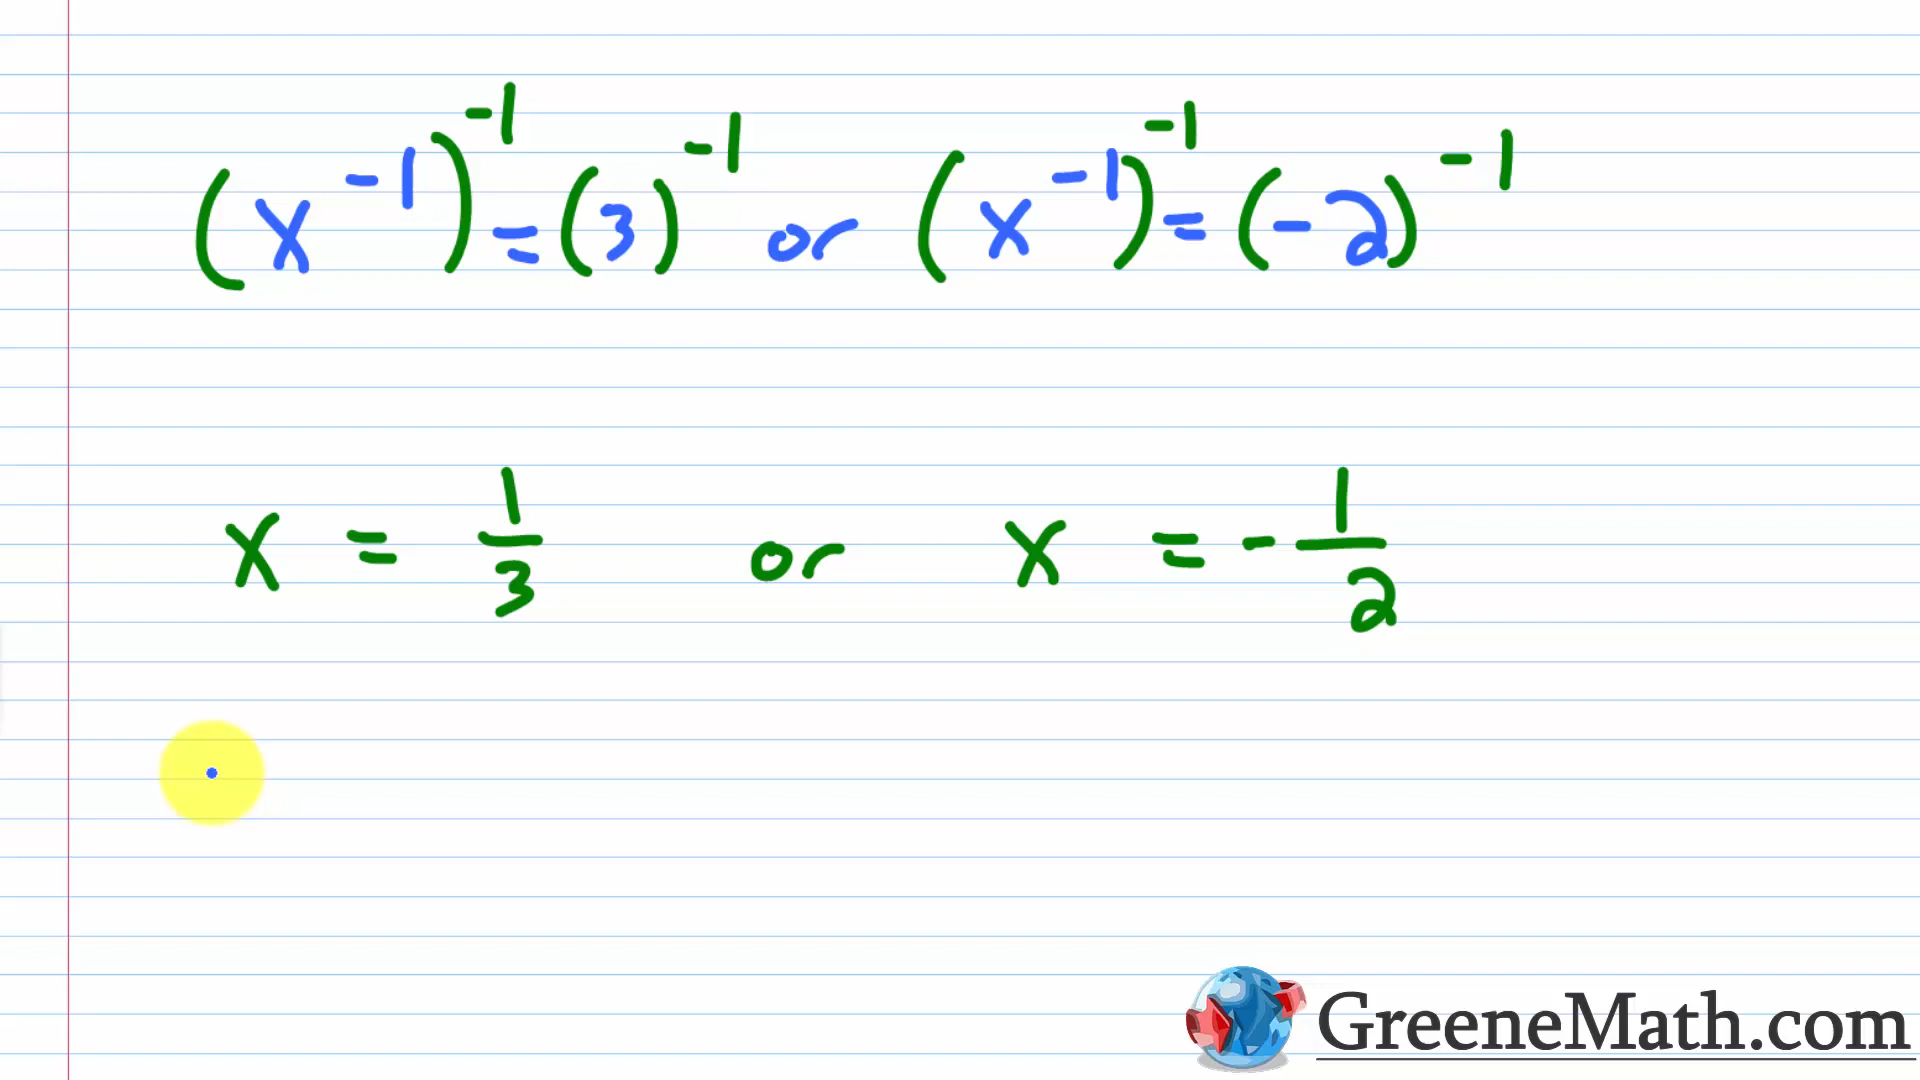 (x⁻¹)⁻¹ = (3)⁻¹ or (x⁻¹)⁻¹ = (-2)⁻¹
x = 1/3 or x = -1/2
GreeneMath.com